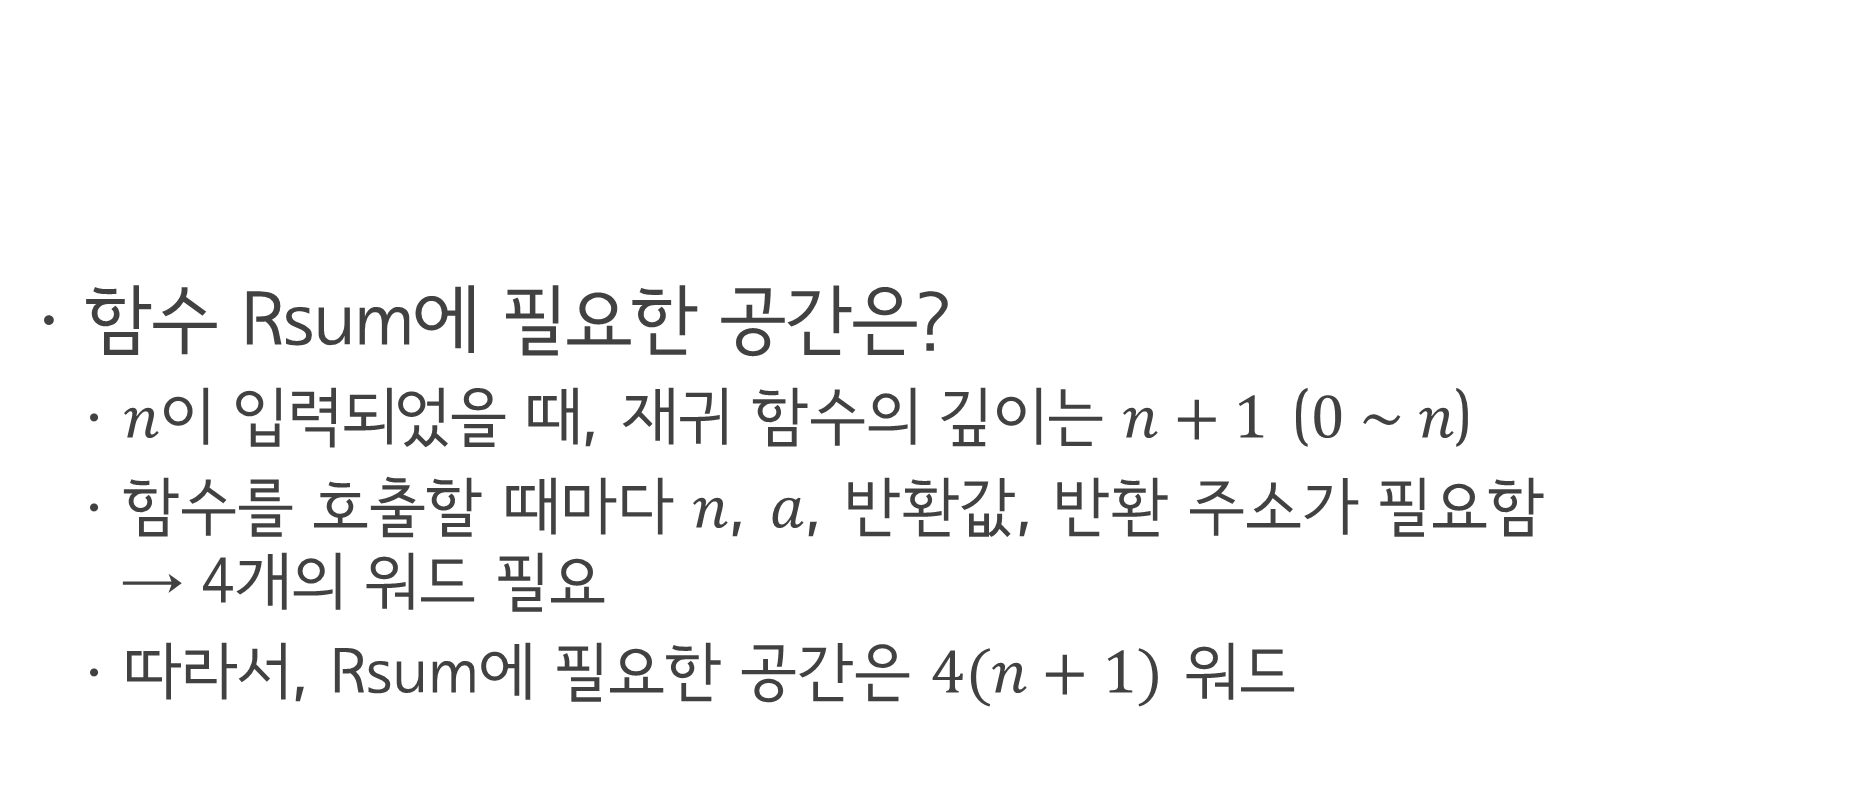 · 함수 Rsum에 필요한 공간은?
· n이 입력되었을 때, 재귀 함수의 깊이는 n + 1 (0 ~ n)
· 함수를 호출할 때마다 n, a, 반환값, 반환 주소가 필요함
→ 4개의 워드 필요
· 따라서, Rsum에 필요한 공간은 4(n + 1) 워드